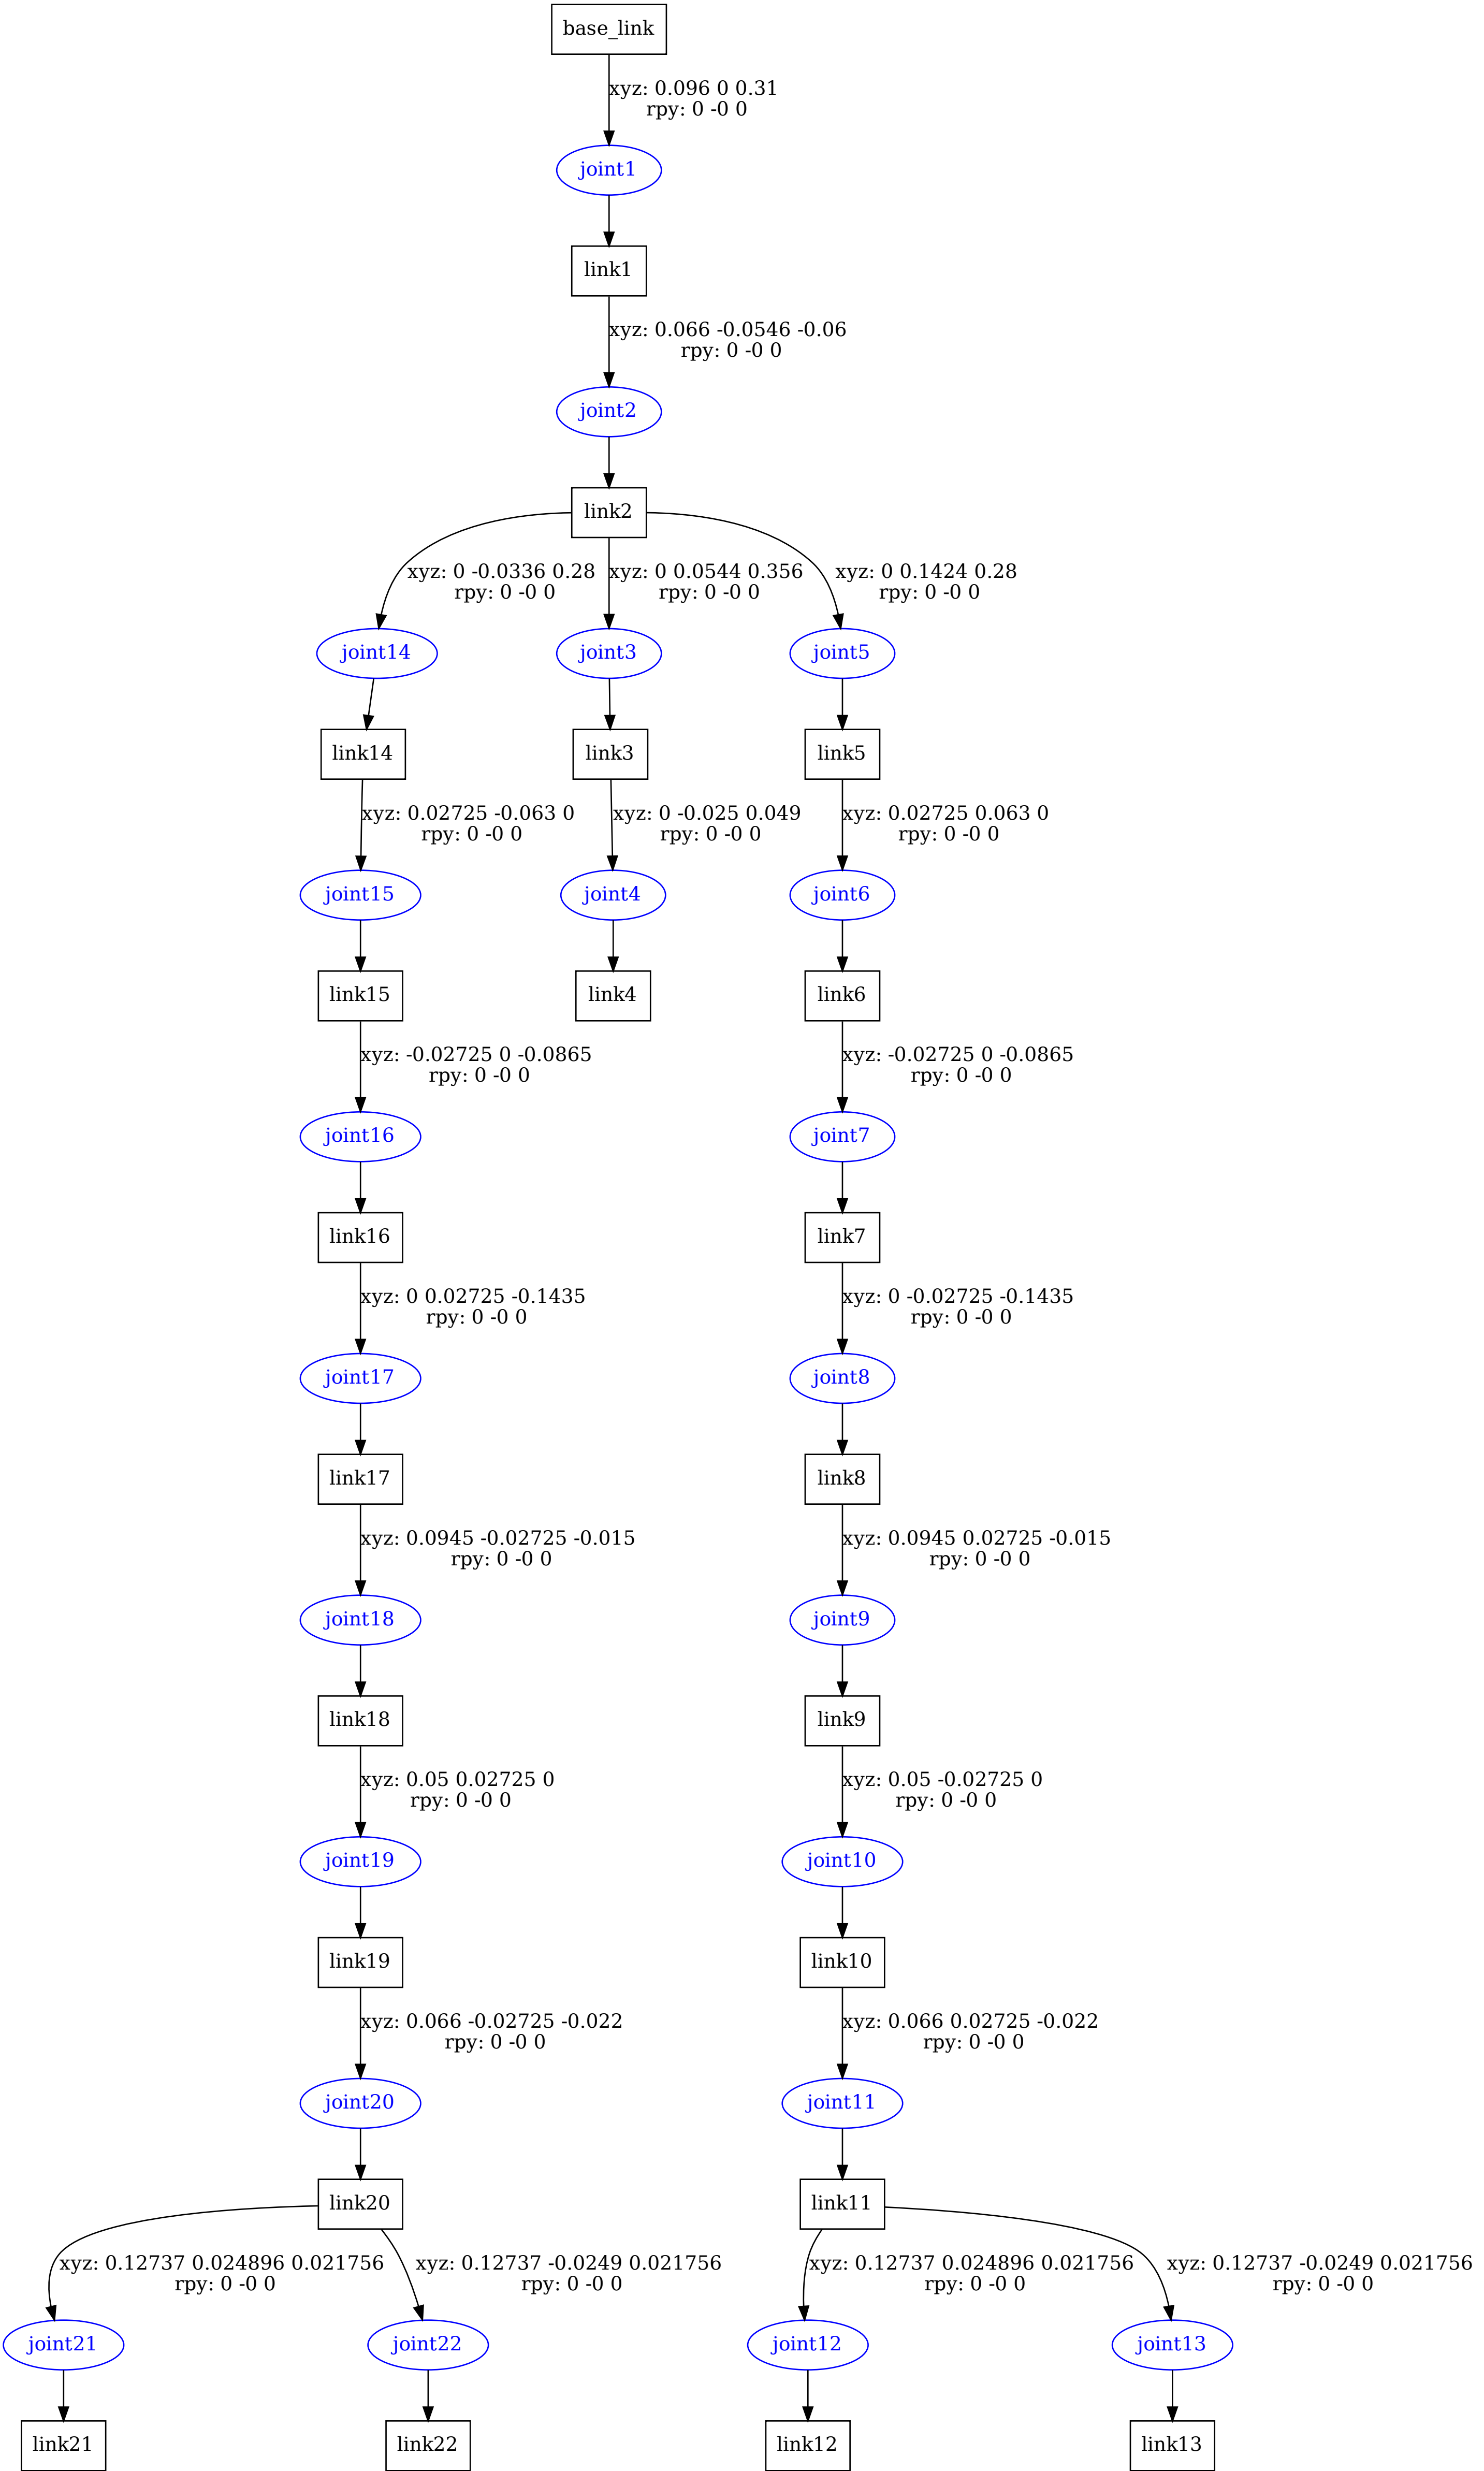 base_link
xyz: 0.096 0 0.31
rpy: 0 -0 0
joint1
link1
xyz: 0.066 -0.0546 -0.06
rpy: 0 -0 0
joint2
link2
xyz: 0 -0.0336 0.28
rpy: 0 -0 0
xyz: 0 0.0544 0.356
rpy: 0 -0 0
xyz: 0 0.1424 0.28
rpy: 0 -0 0
joint14
joint3
joint5
link14
link3
link5
xyz: 0.02725 -0.063 0
rpy: 0 -0 0
xyz: 0 -0.025 0.049
rpy: 0 -0 0
xyz: 0.02725 0.063 0
rpy: 0 -0 0
joint15
joint4
joint6
link15
link4
link6
xyz: -0.02725 0 -0.0865
rpy: 0 -0 0
xyz: -0.02725 0 -0.0865
rpy: 0 -0 0
joint16
joint7
link16
link7
xyz: 0 0.02725 -0.1435
rpy: 0 -0 0
xyz: 0 -0.02725 -0.1435
rpy: 0 -0 0
joint17
joint8
link17
link8
xyz: 0.0945 -0.02725 -0.015
rpy: 0 -0 0
xyz: 0.0945 0.02725 -0.015
rpy: 0 -0 0
joint18
joint9
link18
link9
xyz: 0.05 0.02725 0
rpy: 0 -0 0
xyz: 0.05 -0.02725 0
rpy: 0 -0 0
joint19
joint10
link19
link10
xyz: 0.066 -0.02725 -0.022
rpy: 0 -0 0
xyz: 0.066 0.02725 -0.022
rpy: 0 -0 0
joint20
joint11
link20
link11
xyz: 0.12737 0.024896 0.021756
rpy: 0 -0 0
xyz: 0.12737 -0.0249 0.021756
rpy: 0 -0 0
xyz: 0.12737 0.024896 0.021756
rpy: 0 -0 0
xyz: 0.12737 -0.0249 0.021756
rpy: 0 -0 0
joint21
joint22
joint12
joint13
link21
link22
link12
link13